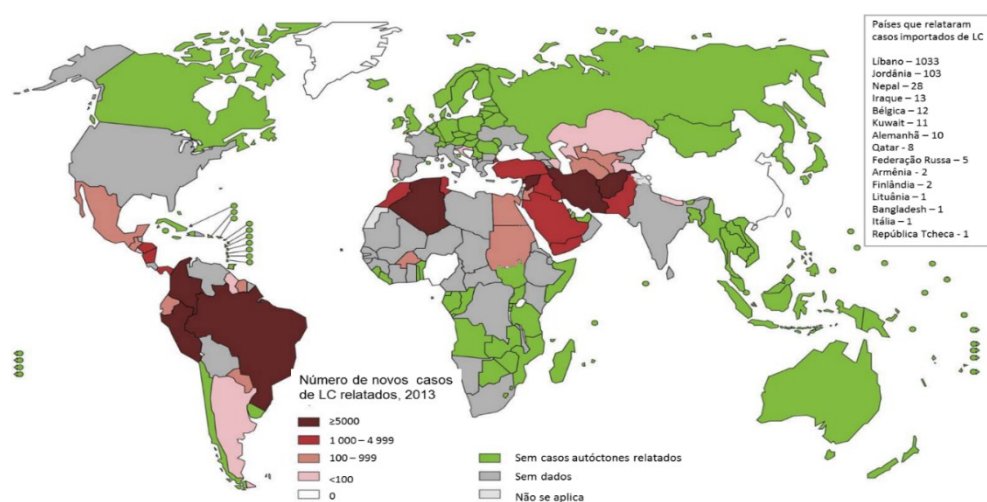 Países que relataram
casos importados de LC
Líbano – 1033
Jordânia – 103
Nepal – 28
Iraque – 13
Bélgica – 12
Kuwait – 11
Alemanhã – 10
Qatar - 8
Federação Russa – 5
Armênia - 2
Finlândia – 2
Lituânia – 1
Bangladesh – 1
Itália – 1
República Tcheca - 1
Número de novos casos
de LC relatados, 2013
≥5000
1 000 – 4 999
100 – 999
<100
0
Sem casos autóctones relatados
Sem dados
Não se aplica